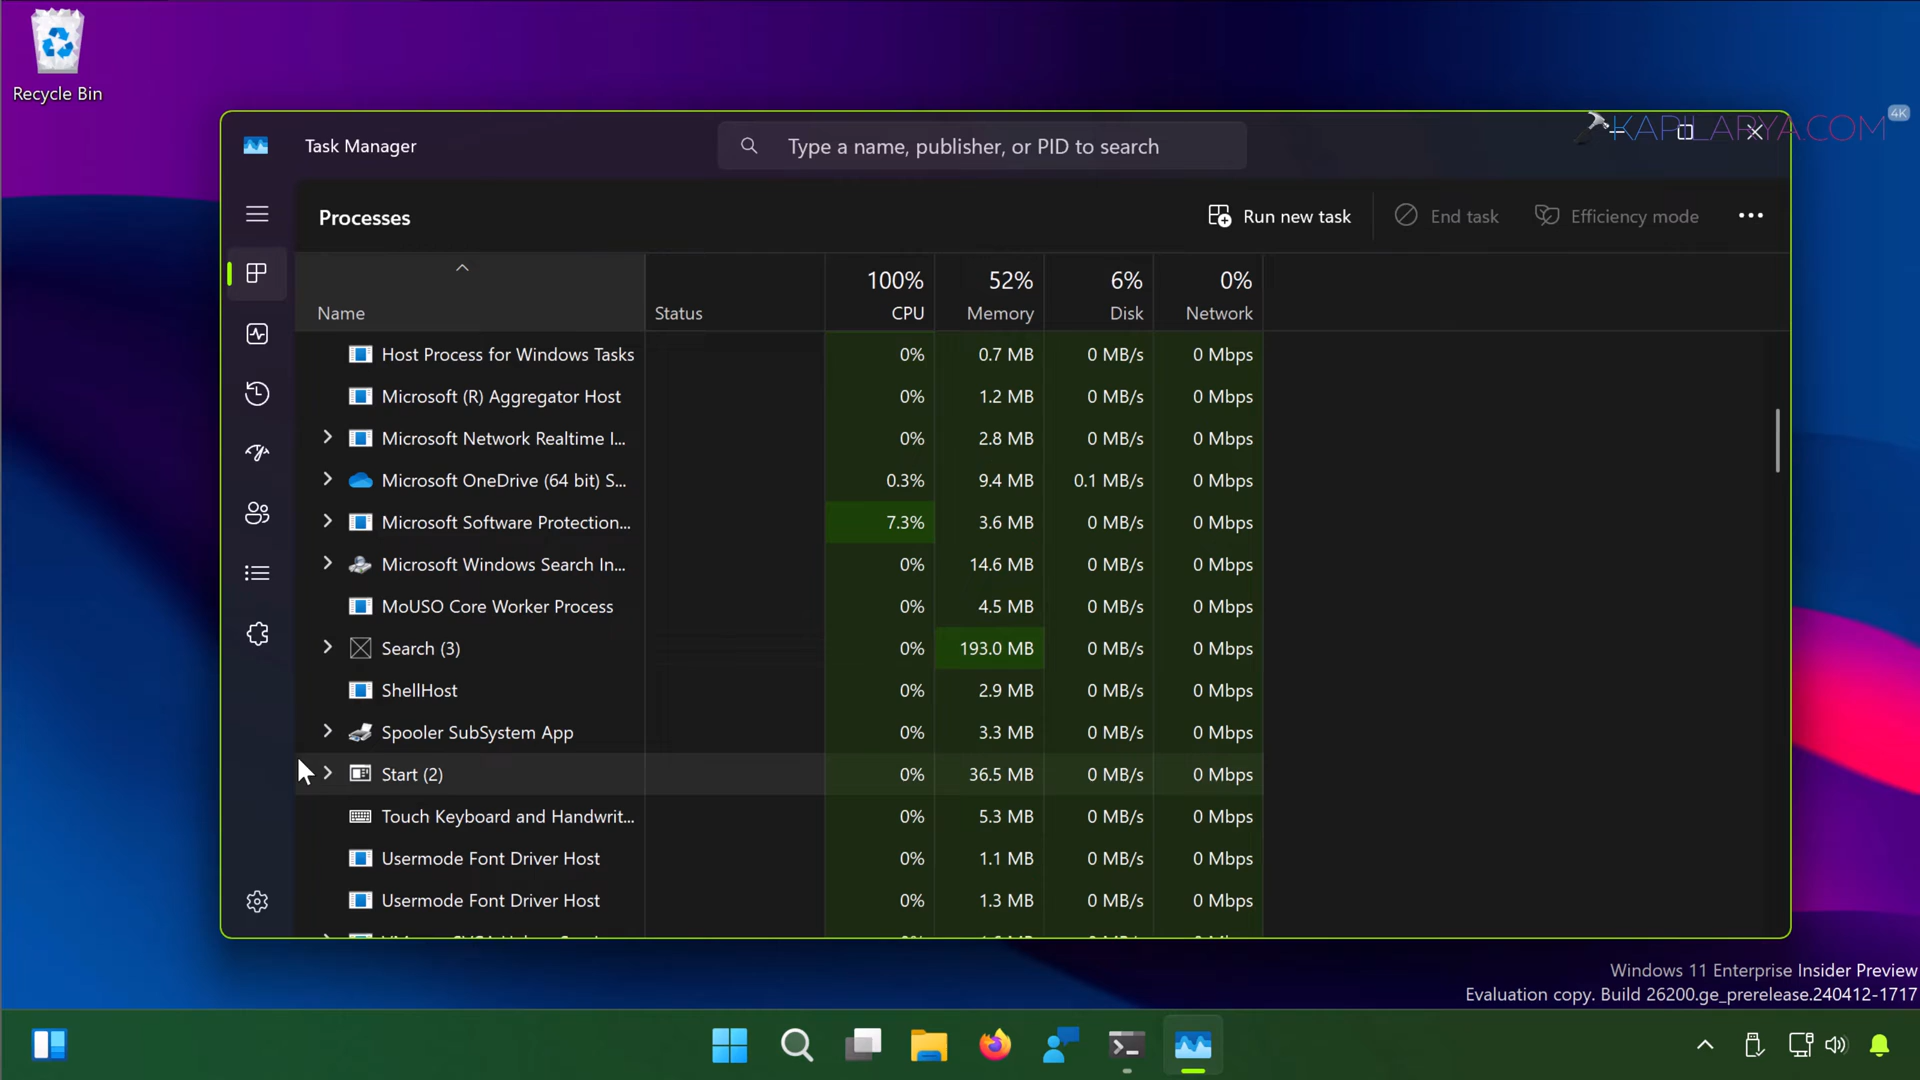 Recycle Bin
4K
KAPILARYA.COM
Task Manager
Type a name, publisher, or PID to search
Processes
Run new task
End task
Efficiency mode
100% 52% 6% 0%
Name Status CPU Memory Disk Network
Host Process for Windows Tasks 0% 0.7 MB 0 MB/s 0 Mbps
Microsoft (R) Aggregator Host 0% 1.2 MB 0 MB/s 0 Mbps
Microsoft Network Realtime I... 0% 2.8 MB 0 MB/s 0 Mbps
Microsoft OneDrive (64 bit) S... 0.3% 9.4 MB 0.1 MB/s 0 Mbps
Microsoft Software Protection... 7.3% 3.6 MB 0 MB/s 0 Mbps
Microsoft Windows Search In... 0% 14.6 MB 0 MB/s 0 Mbps
MoUSO Core Worker Process 0% 4.5 MB 0 MB/s 0 Mbps
Search (3) 0% 193.0 MB 0 MB/s 0 Mbps
ShellHost 0% 2.9 MB 0 MB/s 0 Mbps
Spooler SubSystem App 0% 3.3 MB 0 MB/s 0 Mbps
Start (2) 0% 36.5 MB 0 MB/s 0 Mbps
Touch Keyboard and Handwrit... 0% 5.3 MB 0 MB/s 0 Mbps
Usermode Font Driver Host 0% 1.1 MB 0 MB/s 0 Mbps
Usermode Font Driver Host 0% 1.3 MB 0 MB/s 0 Mbps
Windows 11 Enterprise Insider Preview
Evaluation copy. Build 26200.ge_prerelease.240412-1717